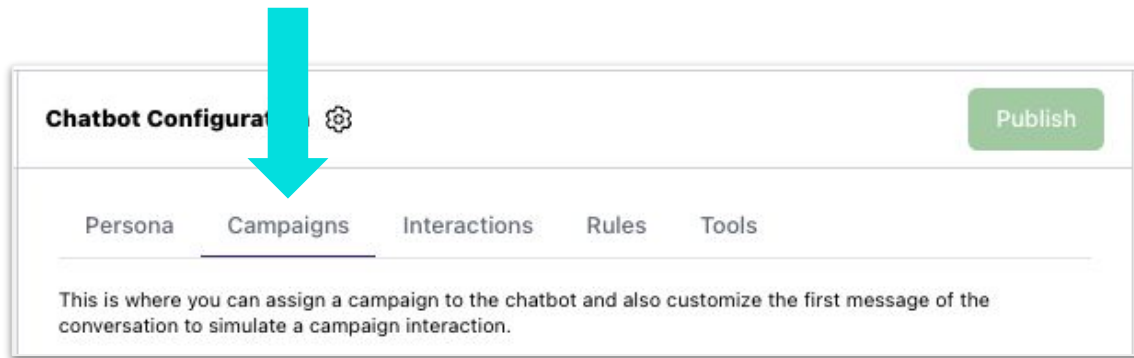 Chatbot Configuration
Publish
Persona Campaigns Interactions Rules Tools
This is where you can assign a campaign to the chatbot and also customize the first message of the
conversation to simulate a campaign interaction.